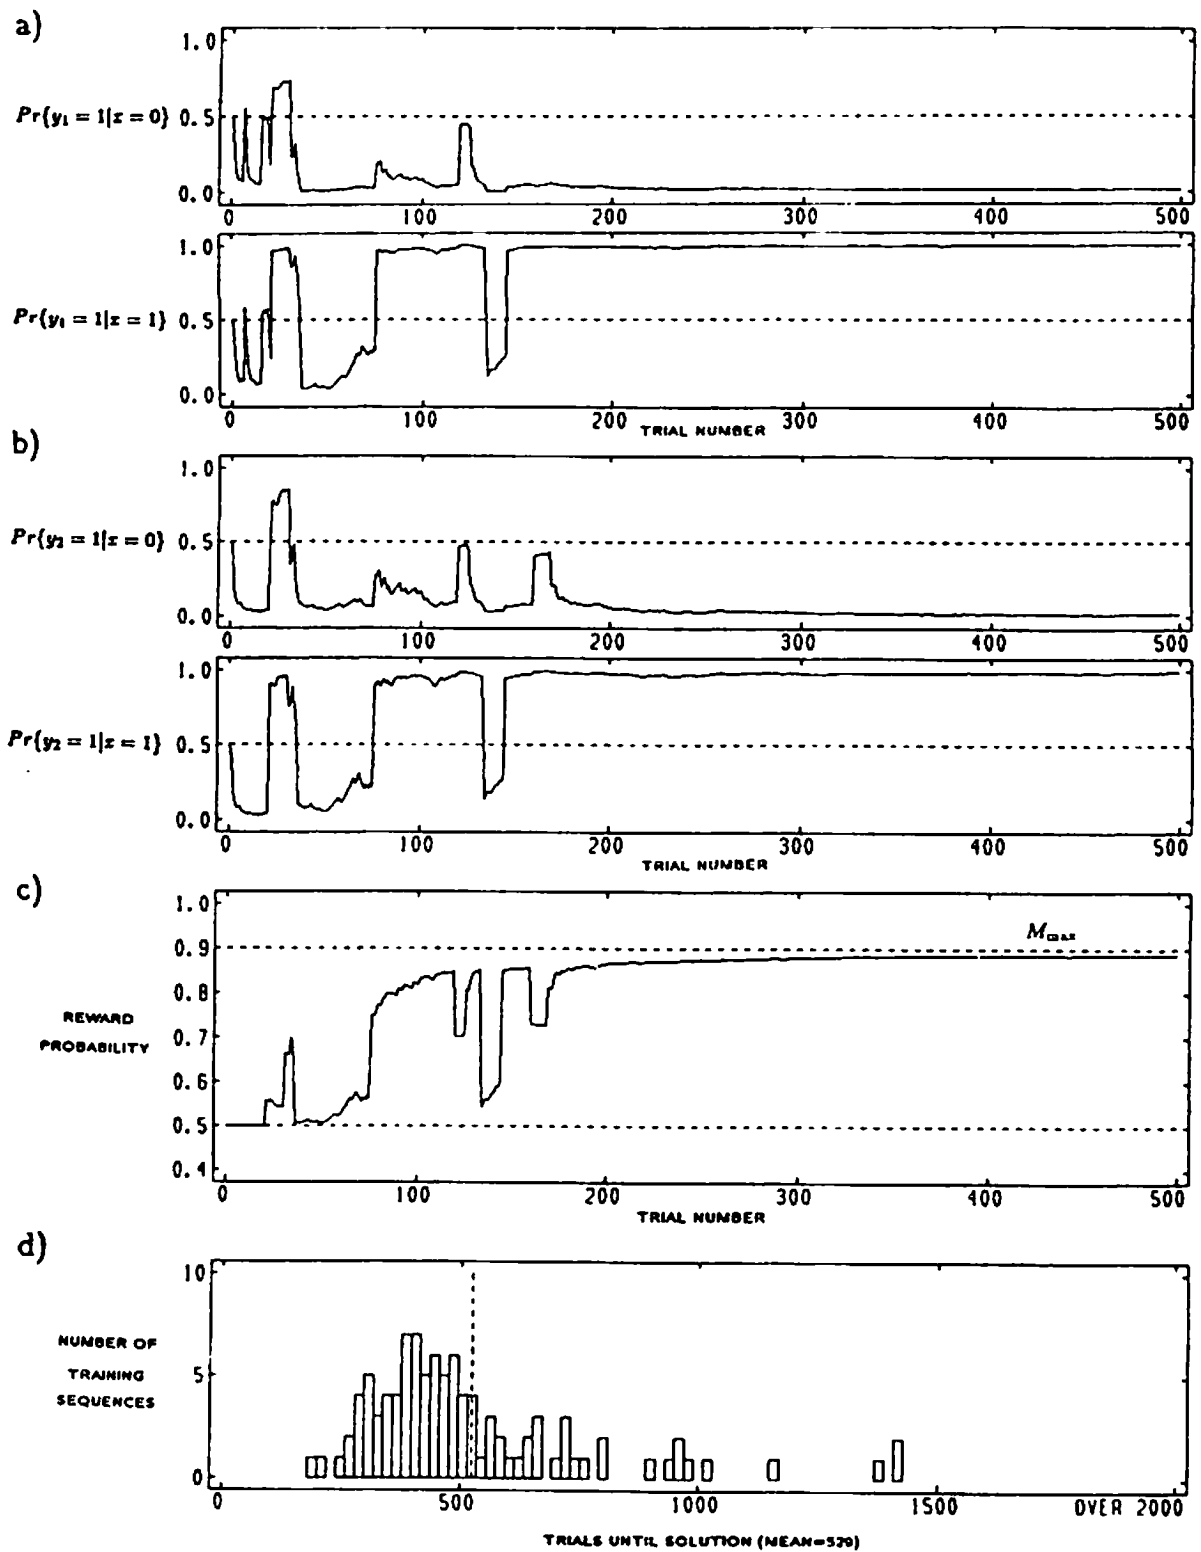 a)
1.0
Pr{y₁ = 1|x = 0} 0.5
0.0
0 100 200 300 400 500
1.0
Pr{y₁ = 1|x = 1} 0.5
0.0
0 100 200 300 400 500
TRIAL NUMBER
b)
1.0
Pr{y₂ = 1|x = 0} 0.5
0.0
0 100 200 300 400 500
1.0
Pr{y₂ = 1|x = 1} 0.5
0.0
0 100 200 300 400 500
TRIAL NUMBER
c)
1.0
Mmax
0.9
0.8
REWARD
0.7
PROBABILITY
0.6
0.5
0.4
0 100 200 300 400 500
TRIAL NUMBER
d)
10
NUMBER OF
TRAINING
5
SEQUENCES
0
0 500 1000 1500 OVER 2000
TRIALS UNTIL SOLUTION (MEAN=529)